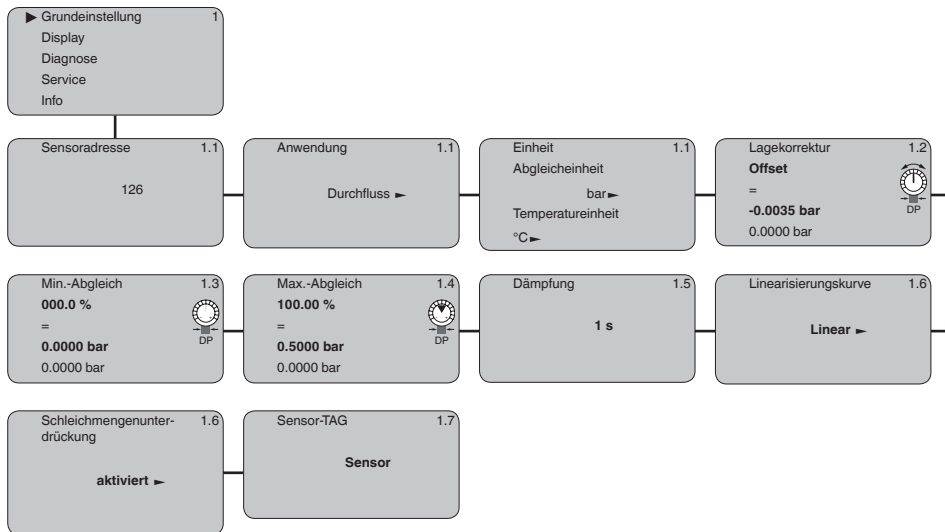 ▶ Grundeinstellung 1
Display
Diagnose
Service
Info
Sensoradresse 1.1
126
Anwendung 1.1
Durchfluss ►
Einheit 1.1
Abgleicheinheit
bar ►
Temperatureinheit
°C ►
Lagekorrektur 1.2
Offset
=
-0.0035 bar
0.0000 bar
DP
Min.-Abgleich 1.3
000.0 %
=
0.0000 bar
0.0000 bar
DP
Max.-Abgleich 1.4
100.00 %
=
0.5000 bar
0.0000 bar
DP
Dämpfung 1.5
1 s
Linearisierungskurve 1.6
Linear ►
Schleichmengenunter- 1.6
drückung
aktiviert ►
Sensor-TAG 1.7
Sensor